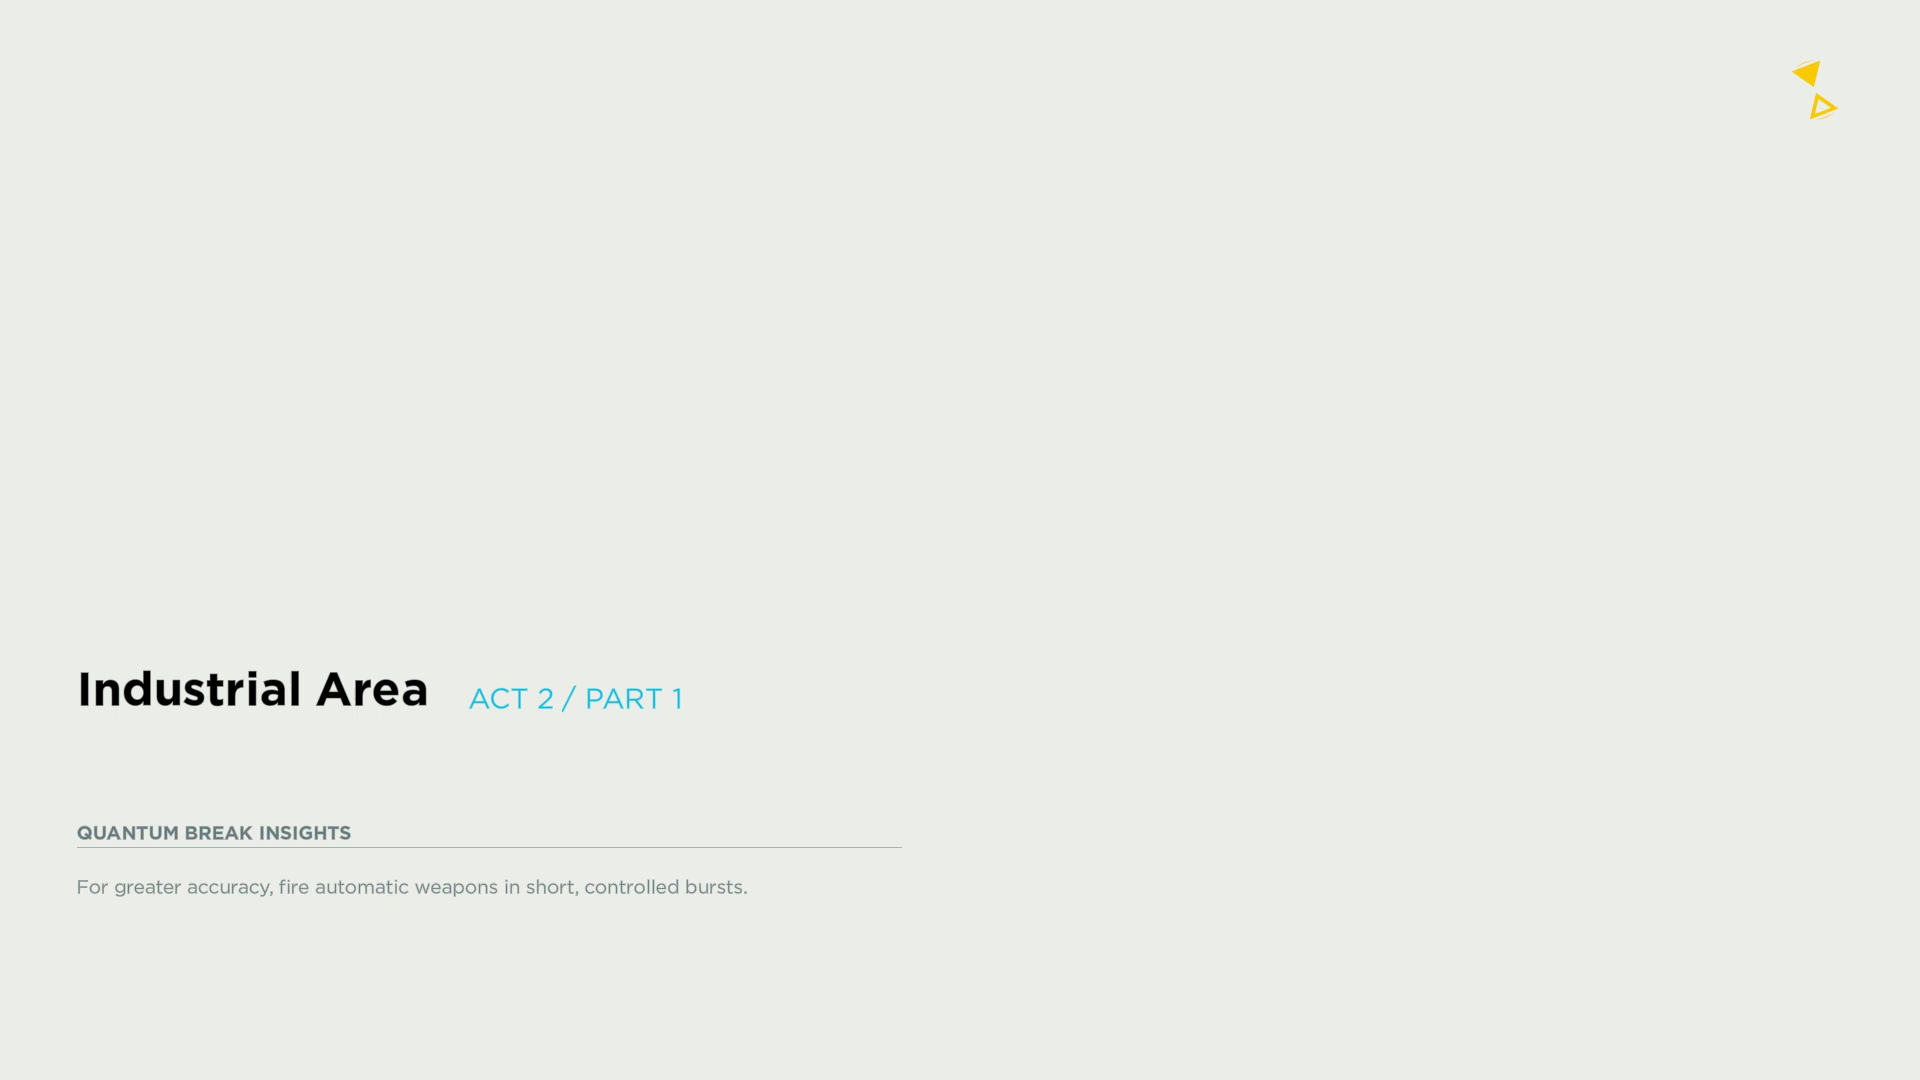 Industrial Area ACT 2 / PART 1
QUANTUM BREAK INSIGHTS
For greater accuracy, fire automatic weapons in short, controlled bursts.